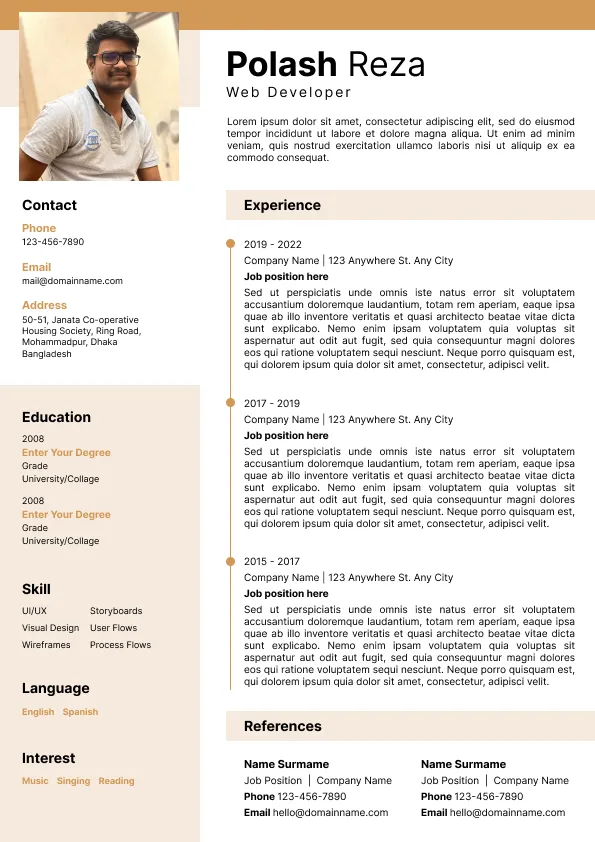 Polash Reza
Web Developer
Lorem ipsum dolor sit amet, consectetur adipiscing elit, sed do eiusmod
tempor incididunt ut labore et dolore magna aliqua. Ut enim ad minim
veniam, quis nostrud exercitation ullamco laboris nisi ut aliquip ex ea
commodo consequat.
Contact
Phone
123-456-7890
Email
mail@domainname.com
Address
50-51, Janata Co-operative
Housing Society, Ring Road,
Mohammadpur, Dhaka
Bangladesh
Education
2008
Enter Your Degree
Grade
University/Collage
2008
Enter Your Degree
Grade
University/Collage
Skill
UI/UX Storyboards
Visual Design User Flows
Wireframes Process Flows
Language
English Spanish
Interest
Music Singing Reading
Experience
2019 - 2022
Company Name | 123 Anywhere St. Any City
Job position here
Sed ut perspiciatis unde omnis iste natus error sit voluptatem
accusantium doloremque laudantium, totam rem aperiam, eaque ipsa
quae ab illo inventore veritatis et quasi architecto beatae vitae dicta
sunt explicabo. Nemo enim ipsam voluptatem quia voluptas sit
aspernatur aut odit aut fugit, sed quia consequuntur magni dolores
eos qui ratione voluptatem sequi nesciunt. Neque porro quisquam est,
qui dolorem ipsum quia dolor sit amet, consectetur, adipisci velit.
2017 - 2019
Company Name | 123 Anywhere St. Any City
Job position here
Sed ut perspiciatis unde omnis iste natus error sit voluptatem
accusantium doloremque laudantium, totam rem aperiam, eaque ipsa
quae ab illo inventore veritatis et quasi architecto beatae vitae dicta
sunt explicabo. Nemo enim ipsam voluptatem quia voluptas sit
aspernatur aut odit aut fugit, sed quia consequuntur magni dolores
eos qui ratione voluptatem sequi nesciunt. Neque porro quisquam est,
qui dolorem ipsum quia dolor sit amet, consectetur, adipisci velit.
2015 - 2017
Company Name | 123 Anywhere St. Any City
Job position here
Sed ut perspiciatis unde omnis iste natus error sit voluptatem
accusantium doloremque laudantium, totam rem aperiam, eaque ipsa
quae ab illo inventore veritatis et quasi architecto beatae vitae dicta
sunt explicabo. Nemo enim ipsam voluptatem quia voluptas sit
aspernatur aut odit aut fugit, sed quia consequuntur magni dolores
eos qui ratione voluptatem sequi nesciunt. Neque porro quisquam est,
qui dolorem ipsum quia dolor sit amet, consectetur, adipisci velit.
References
Name Surmame
Job Position | Company Name
Phone 123-456-7890
Email hello@domainname.com
Name Surmame
Job Position | Company Name
Phone 123-456-7890
Email hello@domainname.com